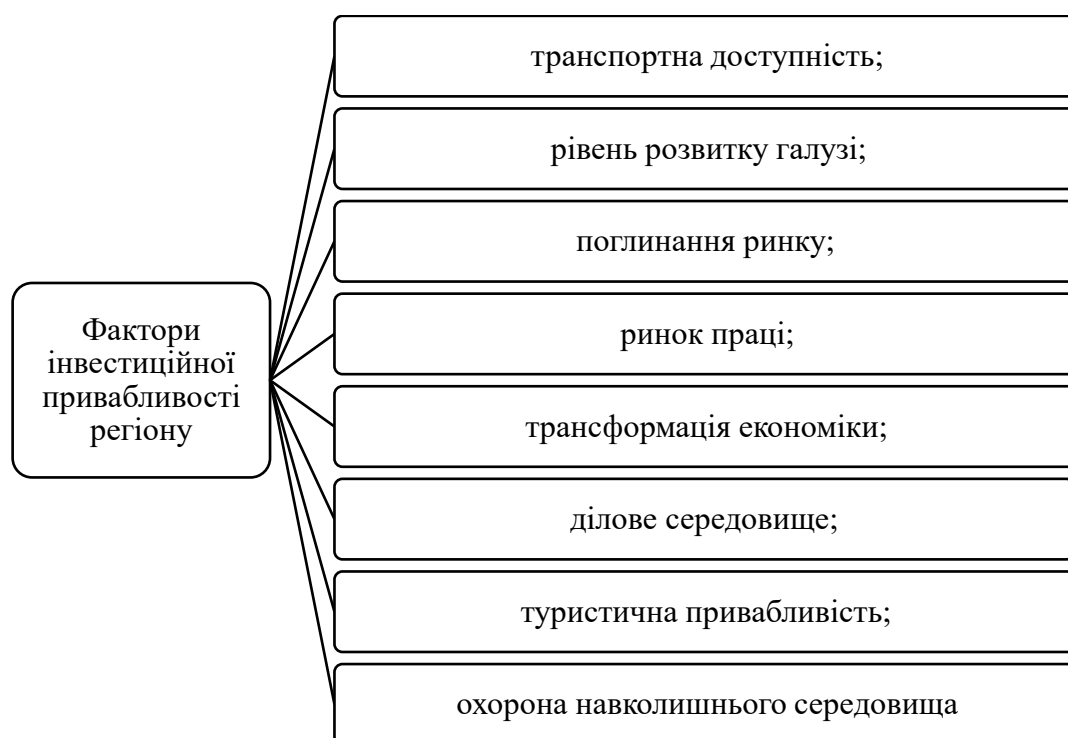 транспортна доступність;
рівень розвитку галузі;
поглинання ринку;
ринок праці;
Фактори
інвестиційної
привабливості
регіону
трансформація економіки;
ділове середовище;
туристична привабливість;
охорона навколишнього середовища